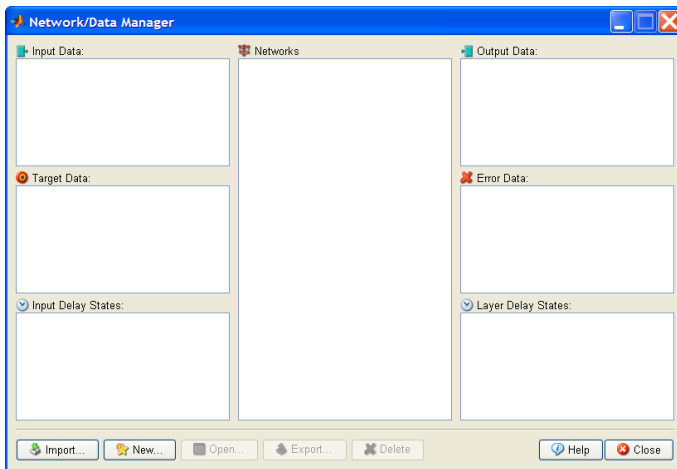 Network/Data Manager
Input Data:
Networks
Output Data:
Target Data:
Error Data:
Input Delay States:
Layer Delay States:
Import...
New...
Open...
Export...
Delete
Help
Close